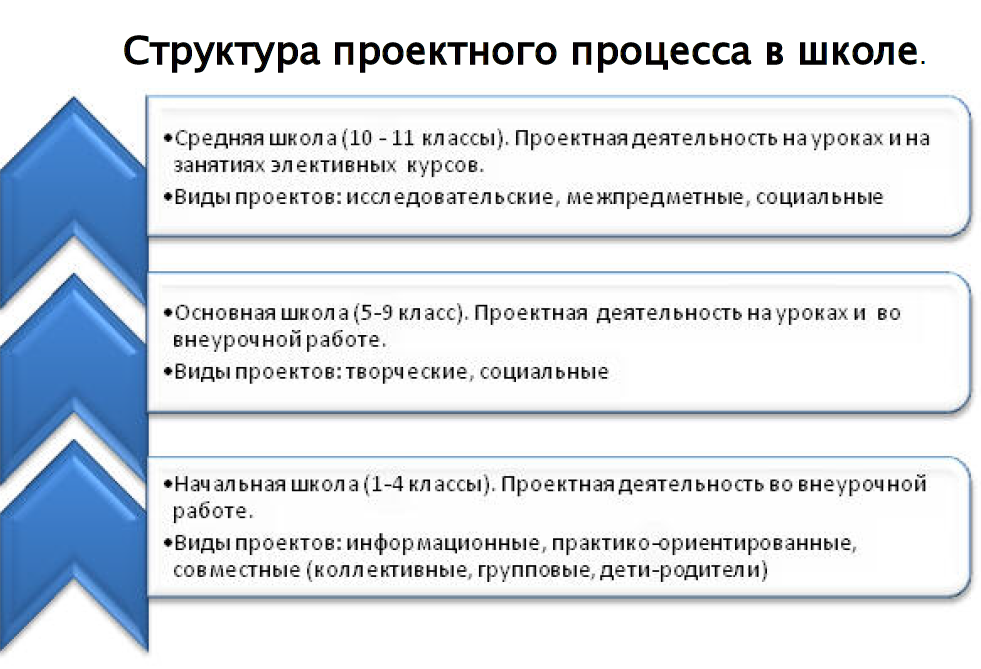 Структура проектного процесса в школе.
•Средняя школа (10 - 11 классы). Проектная деятельность на уроках и на
занятиях элективных курсов.
•Виды проектов: исследовательские, межпредметные, социальные
•Основная школа (5-9 класс). Проектная деятельность на уроках и во
внеурочной работе.
•Виды проектов: творческие, социальные
•Начальная школа (1-4 классы). Проектная деятельность во внеурочной
работе.
•Виды проектов: информационные, практико-ориентированные,
совместные (коллективные, групповые, дети-родители)